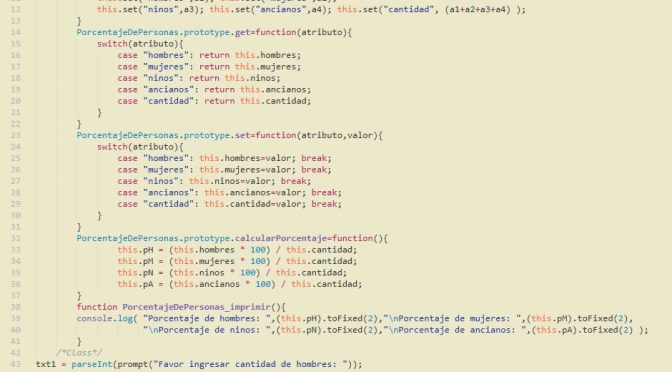 12 this.set("ninos",a3); this.set("ancianos",a4); this.set("cantidad", (a1+a2+a3+a4) );
13 }
14 PorcentajeDePersonas.prototype.get=function(atributo){
15 switch(atributo){
16 case "hombres": return this.hombres;
17 case "mujeres": return this.mujeres;
18 case "ninos": return this.ninos;
19 case "ancianos": return this.ancianos;
20 case "cantidad": return this.cantidad;
21 }
22 }
23 PorcentajeDePersonas.prototype.set=function(atributo,valor){
24 switch(atributo){
25 case "hombres": this.hombres=valor; break;
26 case "mujeres": this.mujeres=valor; break;
27 case "ninos": this.ninos=valor; break;
28 case "ancianos": this.ancianos=valor; break;
29 case "cantidad": this.cantidad=valor; break;
30 }
31 }
32 PorcentajeDePersonas.prototype.calcularPorcentaje=function(){
33 this.pH = (this.hombres * 100) / this.cantidad;
34 this.pM = (this.mujeres * 100) / this.cantidad;
35 this.pN = (this.ninos * 100) / this.cantidad;
36 this.pA = (this.ancianos * 100) / this.cantidad;
37 }
38 function PorcentajeDePersonas_imprimir(){
39 console.log( "Porcentaje de hombres: ",(this.pH).toFixed(2),"\nPorcentaje de mujeres: ",(this.pM).toFixed(2),
40 "\nPorcentaje de ninos: ",(this.pN).toFixed(2),"\nPorcentaje de ancianos: ",(this.pA).toFixed(2) );
41 }
42 /*Class*/
43 txt1 = parseInt(prompt("Favor ingresar cantidad de hombres: "));